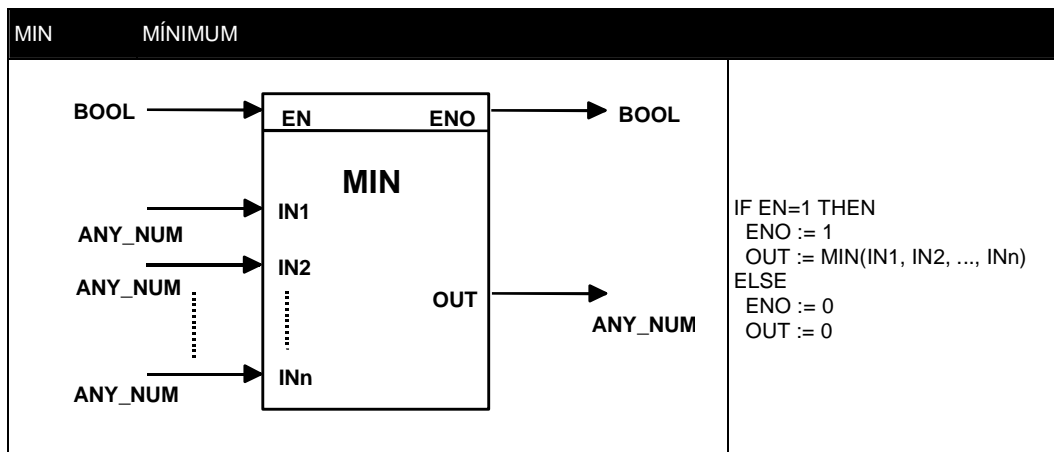 MIN MÍNIMUM
BOOL EN ENO BOOL
MIN
IN1
ANY_NUM
IN2
ANY_NUM
OUT
ANY_NUM
INn
ANY_NUM
IF EN=1 THEN
ENO := 1
OUT := MIN(IN1, IN2, ..., INn)
ELSE
ENO := 0
OUT := 0